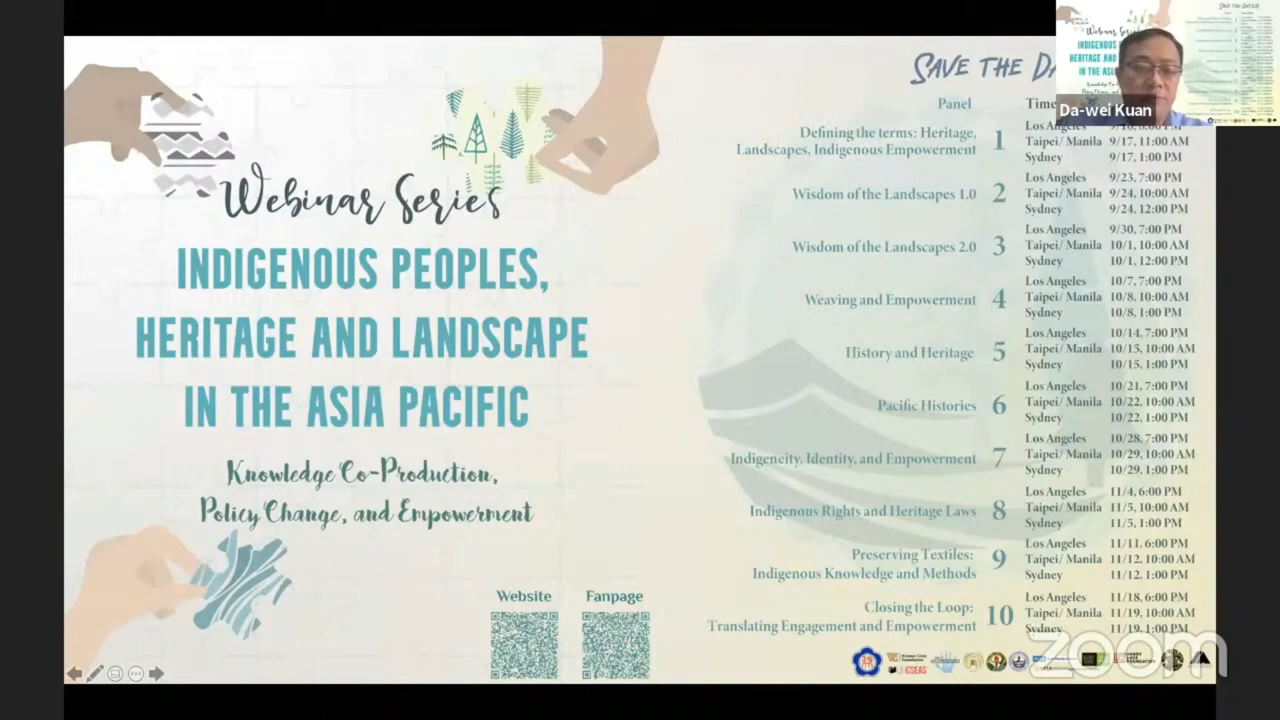 Webinar Series
INDIGENOUS PEOPLES,
HERITAGE AND LANDSCAPE
IN THE ASIA PACIFIC
Knowledge Co-Production,
Policy Change, and Empowerment
Website Fanpage
SAVE THE
Da-wei Kuan
Panel
Defining the terms: Heritage,
Landscapes, Indigenous Empowerment
1
Los Angeles
Taipei/ Manila 9/17, 11:00 AM
Sydney 9/17, 1:00 PM
Wisdom of the Landscapes 1.0 2
Los Angeles 9/23, 7:00 PM
Taipei/ Manila 9/24, 10:00 AM
Sydney 9/24, 12:00 PM
Wisdom of the Landscapes 2.0 3
Los Angeles 9/30, 7:00 PM
Taipei/ Manila 10/1, 10:00 AM
Sydney 10/1, 12:00 PM
Weaving and Empowerment 4
Los Angeles 10/7, 7:00 PM
Taipei/ Manila 10/8, 10:00 AM
Sydney 10/8, 1:00 PM
History and Heritage 5
Los Angeles 10/14, 7:00 PM
Taipei/ Manila 10/15, 10:00 AM
Sydney 10/15, 1:00 PM
Pacific Histories 6
Los Angeles 10/21, 7:00 PM
Taipei/ Manila 10/22, 10:00 AM
Sydney 10/22, 1:00 PM
Indigeneity, Identity, and Empowerment 7
Los Angeles 10/28, 7:00 PM
Taipei/ Manila 10/29, 10:00 AM
Sydney 10/29, 1:00 PM
Indigenous Rights and Heritage Laws 8
Los Angeles 11/4, 6:00 PM
Taipei/ Manila 11/5, 10:00 AM
Sydney 11/5, 1:00 PM
Preserving Textiles:
Indigenous Knowledge and Methods
9
Los Angeles 11/11, 6:00 PM
Taipei/ Manila 11/12, 10:00 AM
Sydney 11/12, 1:00 PM
Closing the Loop:
Translating Engagement and Empowerment
10
Los Angeles 11/18, 6:00 PM
Taipei/ Manila 11/19, 10:00 AM
Sydney 11/19, 1:00 PM
zoom